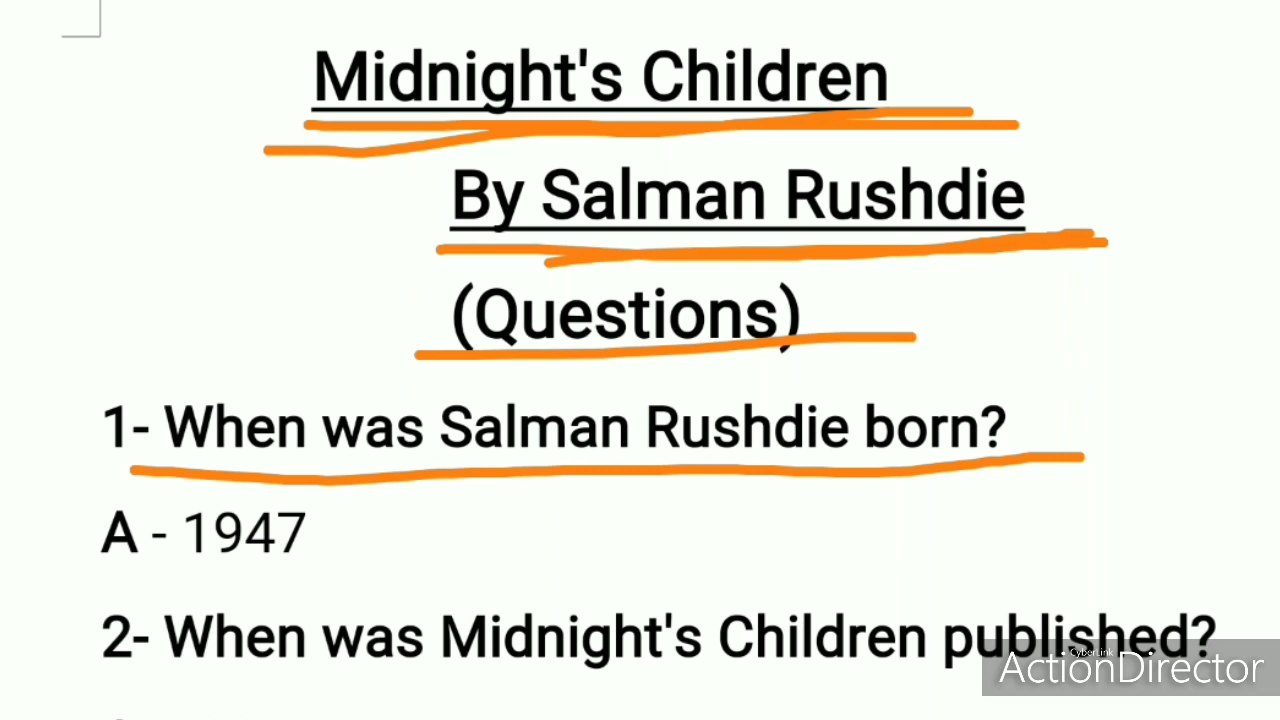 Midnight's Children
By Salman Rushdie
(Questions)
1- When was Salman Rushdie born?
A - 1947
2- When was Midnight's Children published?
CyberLink
ActionDirector